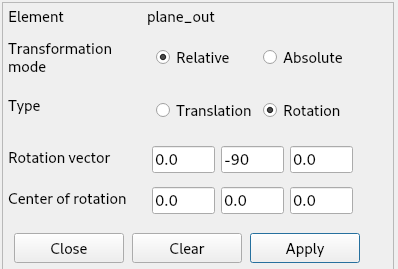 Element plane_out
Transformation mode
Relative Absolute
Type Translation Rotation
Rotation vector 0.0 -90 0.0
Center of rotation 0.0 0.0 0.0
Close Clear Apply